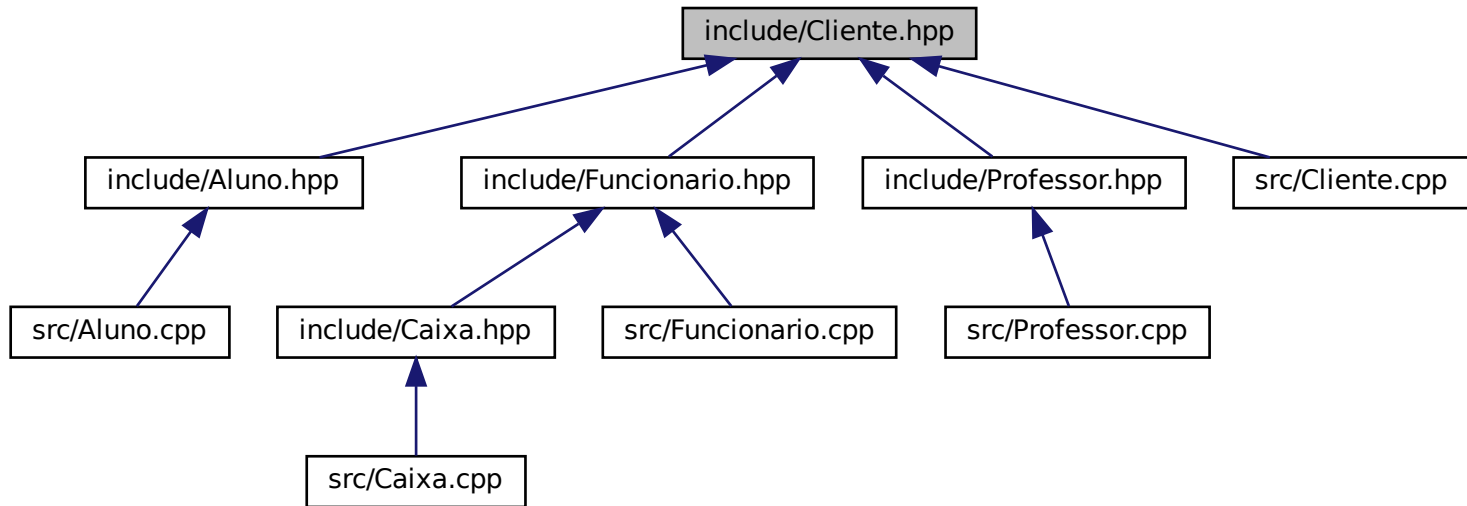 include/Cliente.hpp
include/Aluno.hpp
include/Funcionario.hpp
include/Professor.hpp
src/Cliente.cpp
src/Aluno.cpp
include/Caixa.hpp
src/Funcionario.cpp
src/Professor.cpp
src/Caixa.cpp